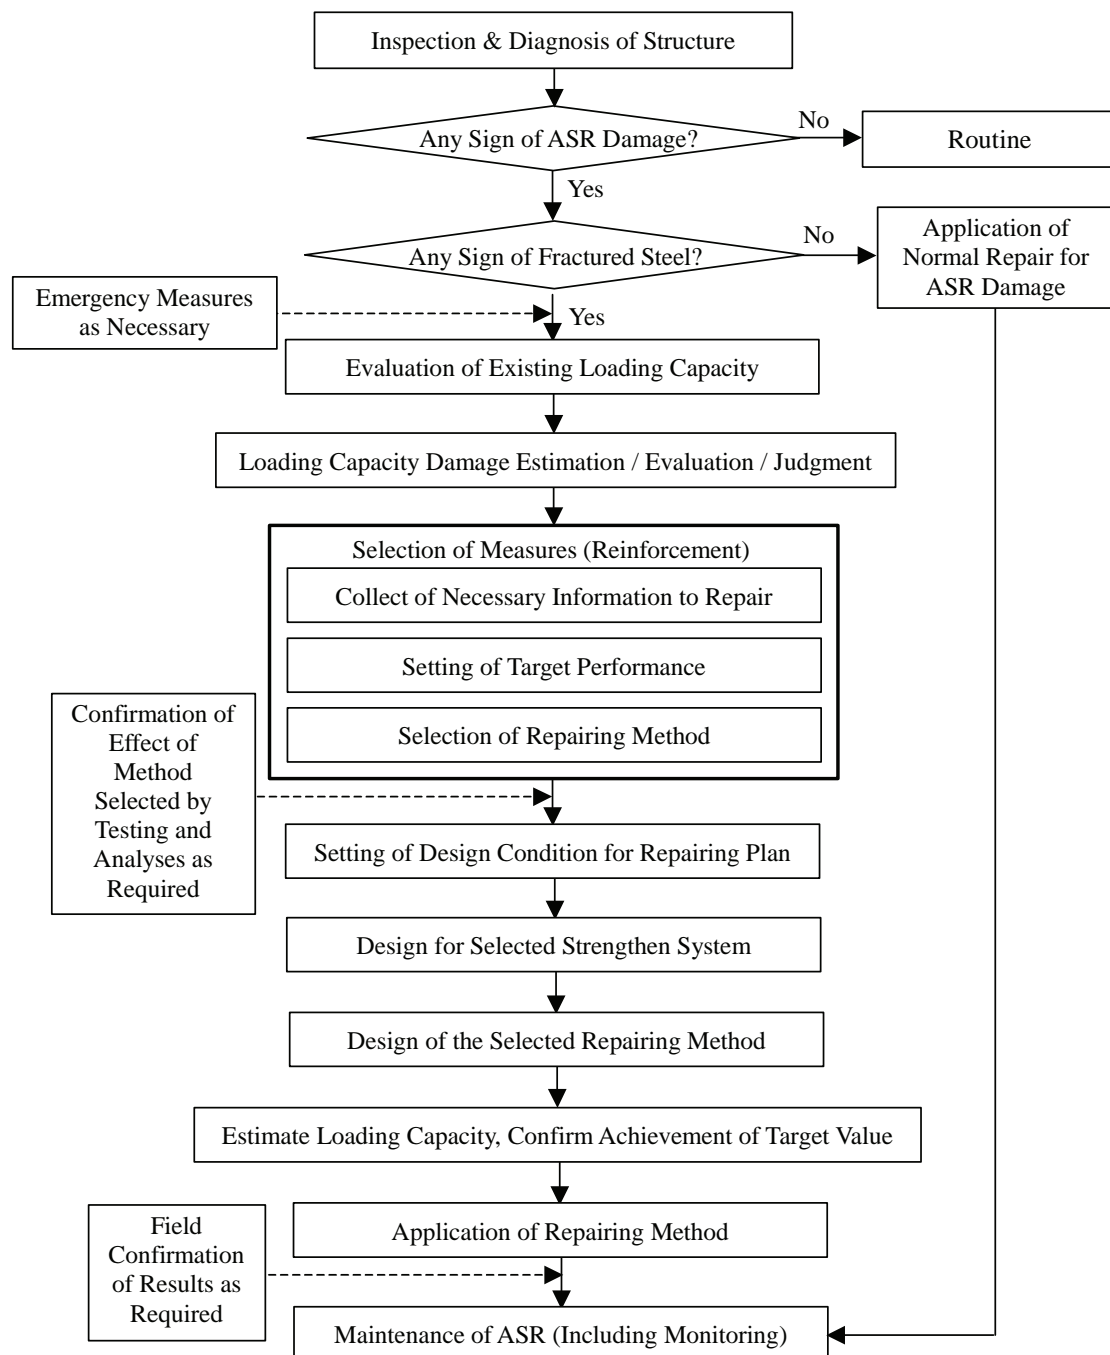 Inspection & Diagnosis of Structure
Any Sign of ASR Damage?
No
Routine
Yes
Any Sign of Fractured Steel?
No
Application of
Normal Repair for
ASR Damage
Emergency Measures
as Necessary
Yes
Evaluation of Existing Loading Capacity
Loading Capacity Damage Estimation / Evaluation / Judgment
Selection of Measures (Reinforcement)
Collect of Necessary Information to Repair
Setting of Target Performance
Selection of Repairing Method
Confirmation of
Effect of
Method
Selected by
Testing and
Analyses as
Required
Setting of Design Condition for Repairing Plan
Design for Selected Strengthen System
Design of the Selected Repairing Method
Estimate Loading Capacity, Confirm Achievement of Target Value
Application of Repairing Method
Field
Confirmation
of Results as
Required
Maintenance of ASR (Including Monitoring)